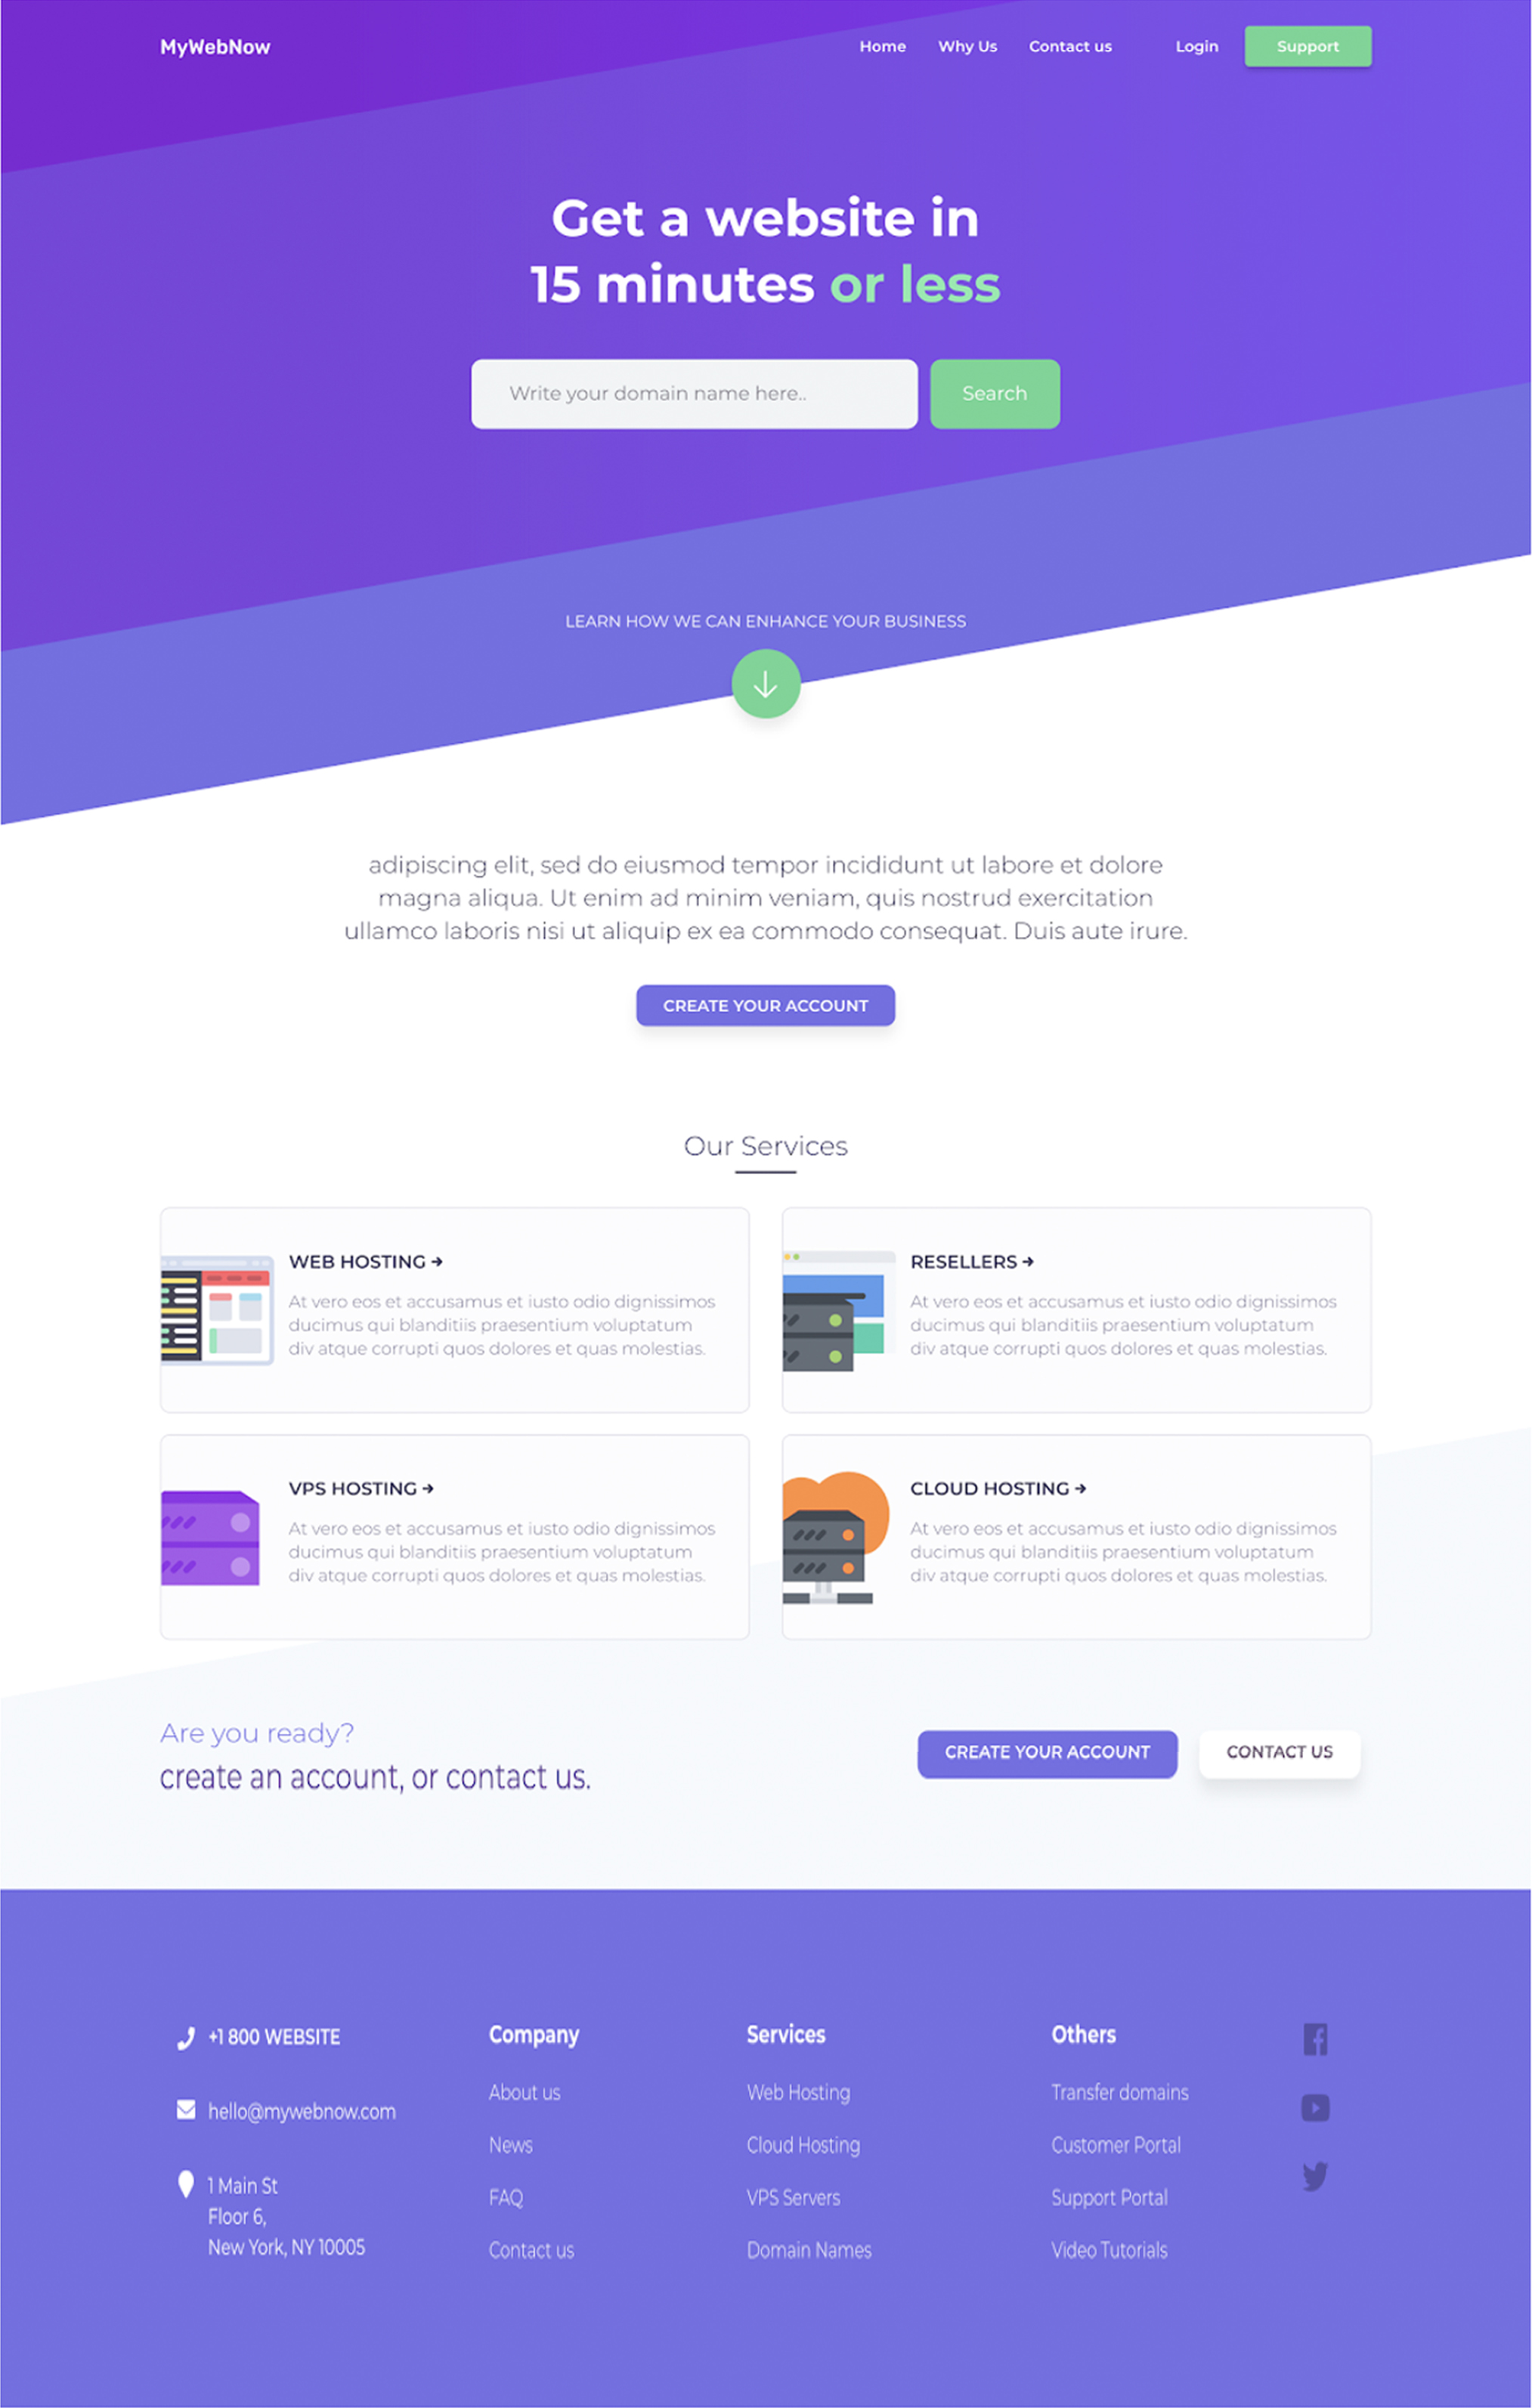 MyWebNow
Home
Why Us
Contact us
Login
Support
Get a website in
15 minutes or less
Write your domain name here..
Search
LEARN HOW WE CAN ENHANCE YOUR BUSINESS
adipiscing elit, sed do eiusmod tempor incididunt ut labore et dolore
magna aliqua. Ut enim ad minim veniam, quis nostrud exercitation
ullamco laboris nisi ut aliquip ex ea commodo consequat. Duis aute irure.
CREATE YOUR ACCOUNT
Our Services
WEB HOSTING →
At vero eos et accusamus et iusto odio dignissimos
ducimus qui blanditiis praesentium voluptatum
div atque corrupti quos dolores et quas molestias.
RESELLERS →
At vero eos et accusamus et iusto odio dignissimos
ducimus qui blanditiis praesentium voluptatum
div atque corrupti quos dolores et quas molestias.
VPS HOSTING →
At vero eos et accusamus et iusto odio dignissimos
ducimus qui blanditiis praesentium voluptatum
div atque corrupti quos dolores et quas molestias.
CLOUD HOSTING →
At vero eos et accusamus et iusto odio dignissimos
ducimus qui blanditiis praesentium voluptatum
div atque corrupti quos dolores et quas molestias.
Are you ready?
create an account, or contact us.
CREATE YOUR ACCOUNT
CONTACT US
+1 800 WEBSITE
hello@mywebnow.com
1 Main St
Floor 6,
New York, NY 10005
Company
About us
News
FAQ
Contact us
Services
Web Hosting
Cloud Hosting
VPS Servers
Domain Names
Others
Transfer domains
Customer Portal
Support Portal
Video Tutorials